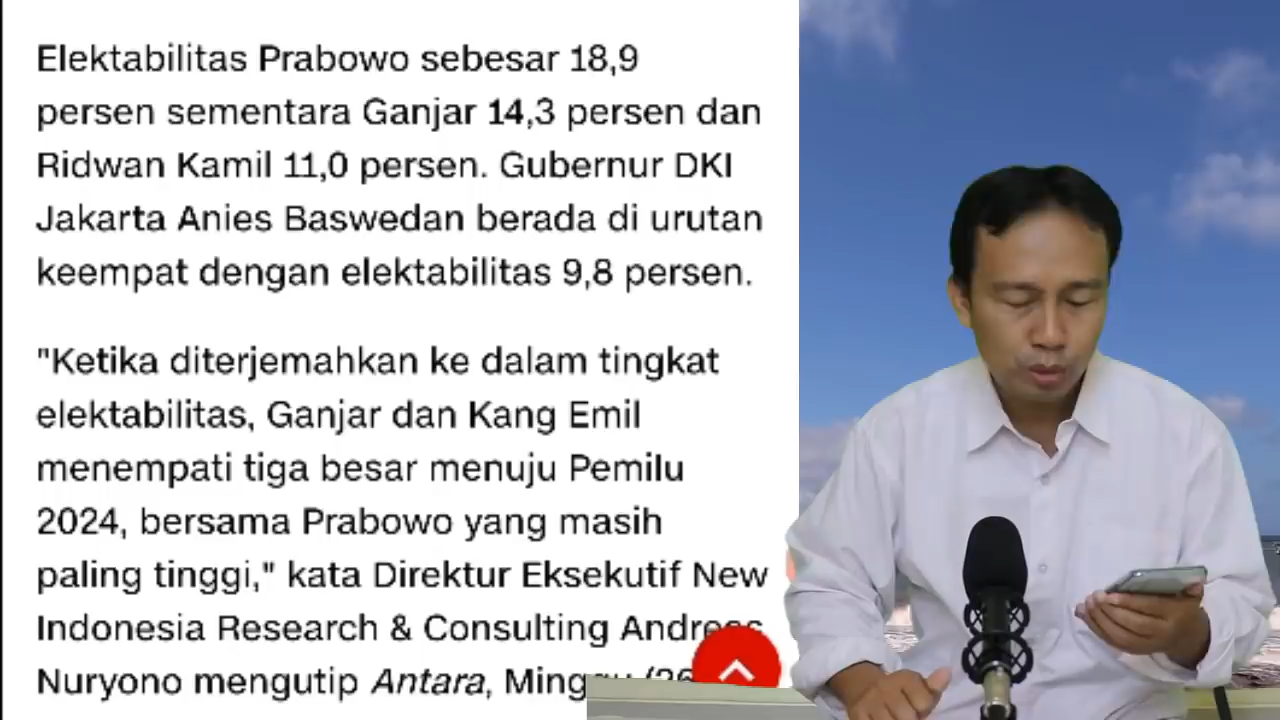 Elektabilitas Prabowo sebesar 18,9
persen sementara Ganjar 14,3 persen dan
Ridwan Kamil 11,0 persen. Gubernur DKI
Jakarta Anies Baswedan berada di urutan
keempat dengan elektabilitas 9,8 persen.
"Ketika diterjemahkan ke dalam tingkat
elektabilitas, Ganjar dan Kang Emil
menempati tiga besar menuju Pemilu
2024, bersama Prabowo yang masih
paling tinggi," kata Direktur Eksekutif New
Indonesia Research & Consulting Andreas
Nuryono mengutip Antara, Minggu